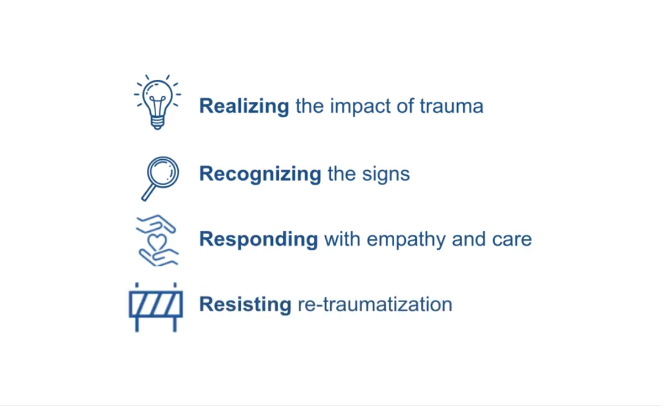 Realizing the impact of trauma
Recognizing the signs
Responding with empathy and care
Resisting re-traumatization